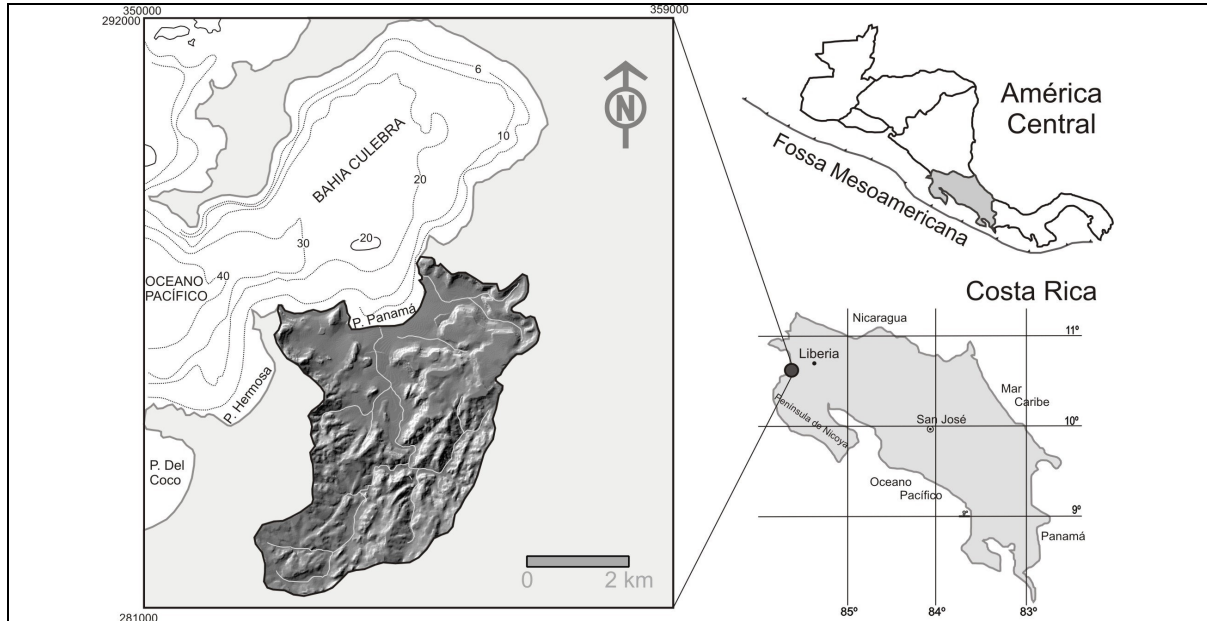 350000
359000
292000
6
10
BAHIA CULEBRA
20
30
20
40
OCEANO
PACÍFICO
P. Panamá
P. Hermosa
P. Del
Coco
N
0
2 km
281000
América
Central
Fossa Mesoamericana
Costa Rica
Nicaragua
11º
Liberia
Mar
Caribe
Península de Nicoya
San José
10º
Oceano
Pacífico
9º
Panamá
85º
84º
83º